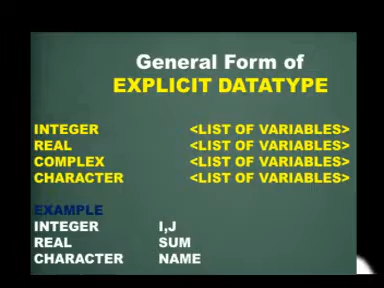 General Form of
EXPLICIT DATATYPE
INTEGER <LIST OF VARIABLES>
REAL <LIST OF VARIABLES>
COMPLEX <LIST OF VARIABLES>
CHARACTER <LIST OF VARIABLES>
EXAMPLE
INTEGER I,J
REAL SUM
CHARACTER NAME